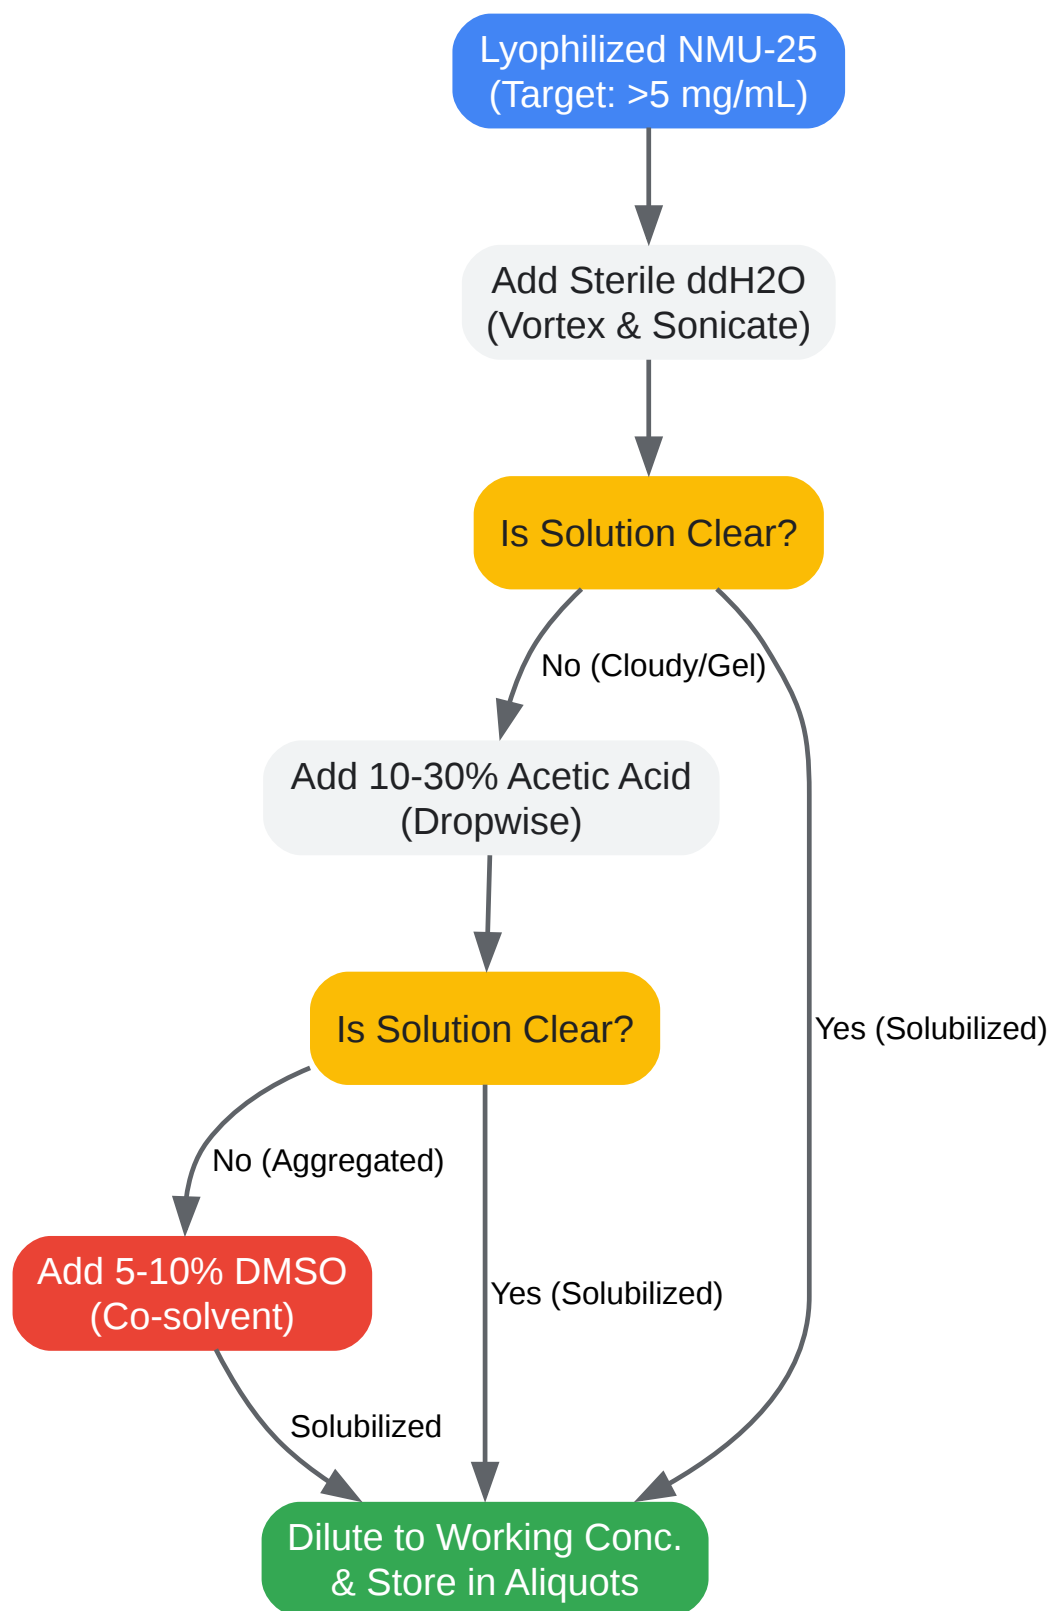 Lyophilized NMU-25
(Target: >5 mg/mL)
Add Sterile ddH2O
(Vortex & Sonicate)
Is Solution Clear?
No (Cloudy/Gel)
Add 10-30% Acetic Acid
(Dropwise)
Is Solution Clear?
Yes (Solubilized)
No (Aggregated)
Add 5-10% DMSO
(Co-solvent)
Yes (Solubilized)
Solubilized
Dilute to Working Conc.
& Store in Aliquots